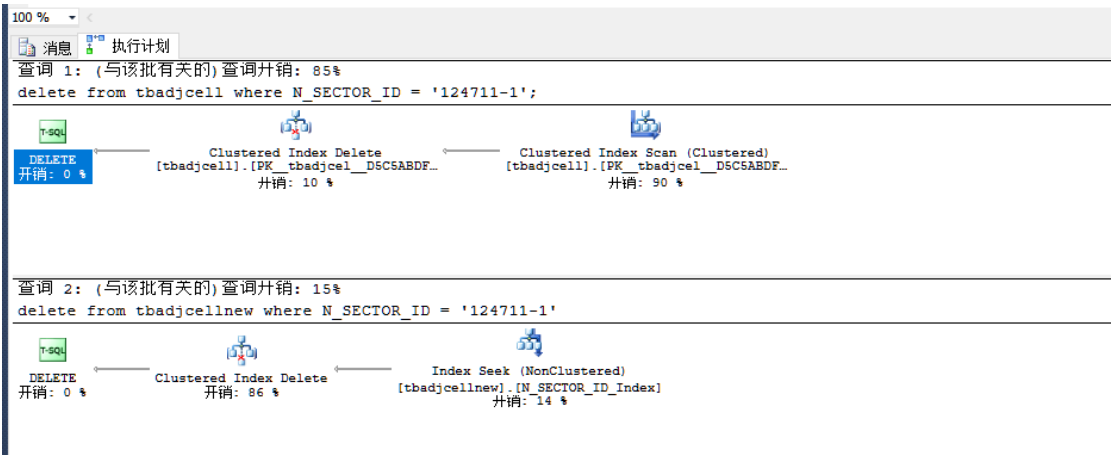 100 %
消息 执行计划
查询 1: (与该批有关的)查询开销: 85%
delete from tbadjcell where N_SECTOR_ID = '124711-1';
T-SQL
DELETE
开销: 0 %
Clustered Index Delete
[tbadjcell].[PK__tbadjcel__D5C5ABDF…
开销: 10 %
Clustered Index Scan (Clustered)
[tbadjcell].[PK__tbadjcel__D5C5ABDF…
开销: 90 %
查询 2: (与该批有关的)查询开销: 15%
delete from tbadjcellnew where N_SECTOR_ID = '124711-1'
T-SQL
DELETE
开销: 0 %
Clustered Index Delete
开销: 86 %
Index Seek (NonClustered)
[tbadjcellnew].[N_SECTOR_ID_Index]
开销: 14 %